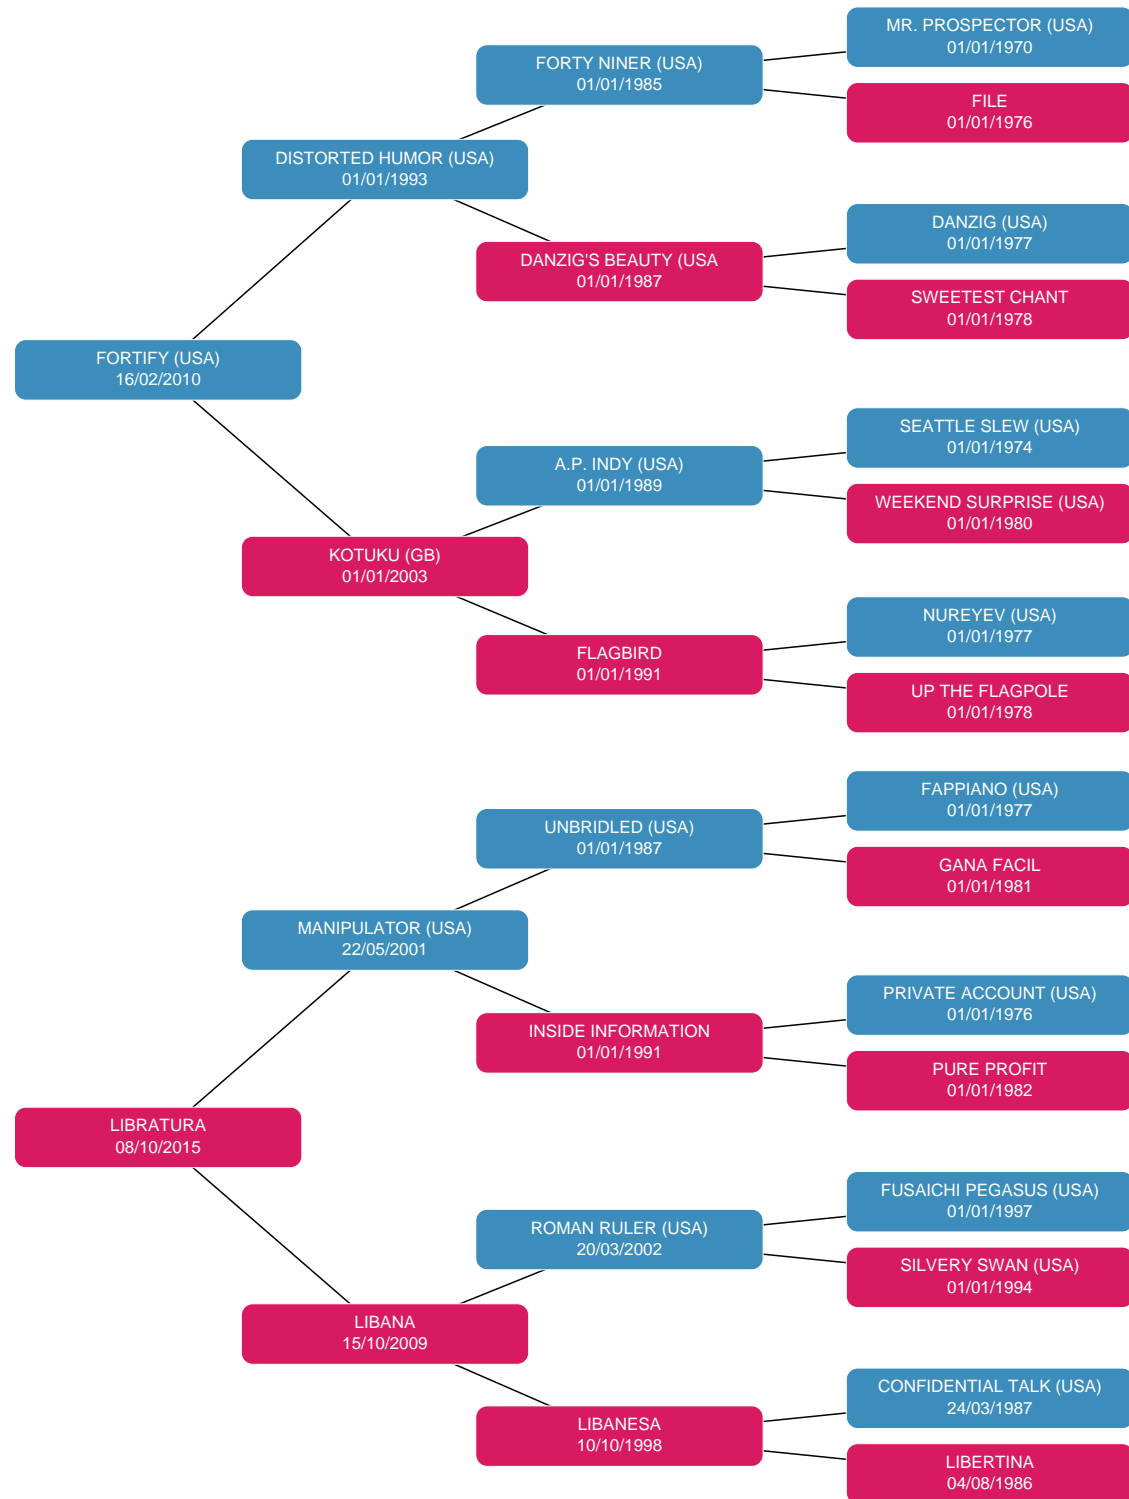 MR. PROSPECTOR (USA)
01/01/1970
FORTY NINER (USA)
01/01/1985
FILE
01/01/1976
DISTORTED HUMOR (USA)
01/01/1993
DANZIG (USA)
01/01/1977
DANZIG'S BEAUTY (USA
01/01/1987
SWEETEST CHANT
01/01/1978
FORTIFY (USA)
16/02/2010
SEATTLE SLEW (USA)
01/01/1974
A.P. INDY (USA)
01/01/1989
WEEKEND SURPRISE (USA)
01/01/1980
KOTUKU (GB)
01/01/2003
NUREYEV (USA)
01/01/1977
FLAGBIRD
01/01/1991
UP THE FLAGPOLE
01/01/1978
FAPPIANO (USA)
01/01/1977
UNBRIDLED (USA)
01/01/1987
GANA FACIL
01/01/1981
MANIPULATOR (USA)
22/05/2001
PRIVATE ACCOUNT (USA)
01/01/1976
INSIDE INFORMATION
01/01/1991
PURE PROFIT
01/01/1982
LIBRATURA
08/10/2015
FUSAICHI PEGASUS (USA)
01/01/1997
ROMAN RULER (USA)
20/03/2002
SILVERY SWAN (USA)
01/01/1994
LIBANA
15/10/2009
CONFIDENTIAL TALK (USA)
24/03/1987
LIBANESA
10/10/1998
LIBERTINA
04/08/1986